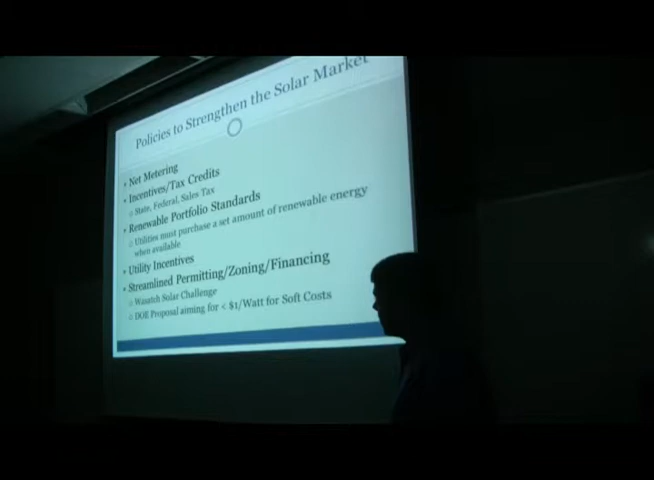 Policies to Strengthen the Solar Market
• Net Metering
• Incentives/Tax Credits
State, Federal, Sales Tax
• Renewable Portfolio Standards
Utilities must purchase a set amount of renewable energy
when available
• Utility Incentives
• Streamlined Permitting/Zoning/Financing
Wasatch Solar Challenge
DOE Proposal aiming for < $1/Watt for Soft Costs